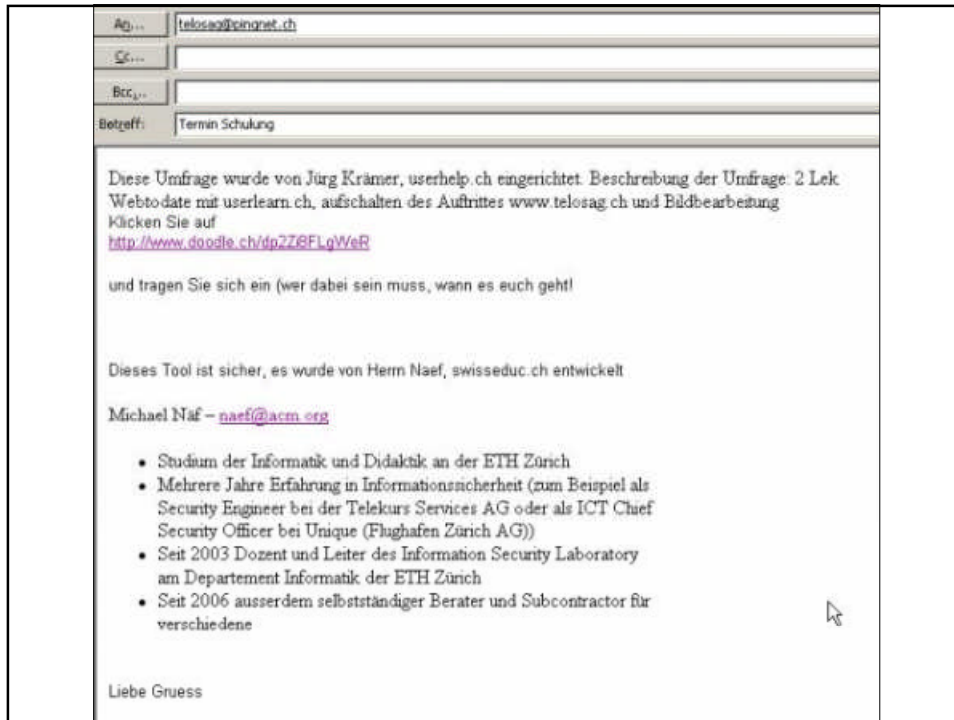 An...
telosag@pingnet.ch
Cc...
Bcc...
Betreff:
Termin Schulung
Diese Umfrage wurde von Jürg Krämer, userhelp.ch eingerichtet. Beschreibung der Umfrage: 2 Lek.
Webtodate mit userlearn.ch, aufschalten des Auftrittes www.telosag.ch und Bildbearbeitung
Klicken Sie auf
http://www.doodle.ch/dp2Zi8FLgWeR
und tragen Sie sich ein (wer dabei sein muss, wann es euch geht!
Dieses Tool ist sicher, es wurde von Herrn Naef, swisseduc.ch entwickelt
Michael Näf – naef@acm.org
• Studium der Informatik und Didaktik an der ETH Zürich
• Mehrere Jahre Erfahrung in Informationssicherheit (zum Beispiel als
Security Engineer bei der Telekurs Services AG oder als ICT Chief
Security Officer bei Unique (Flughafen Zürich AG))
• Seit 2003 Dozent und Leiter des Information Security Laboratory
am Departement Informatik der ETH Zürich
• Seit 2006 ausserdem selbstständiger Berater und Subcontractor für
verschiedene
Liebe Gruess